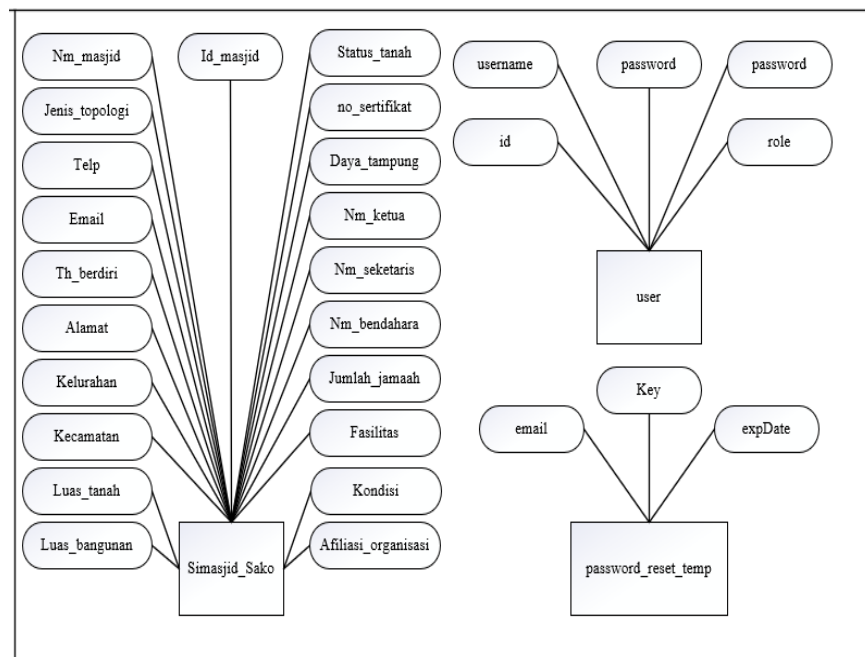 Nm_masjid
Id_masjid
Status_tanah
Jenis_topologi
no_sertifikat
Telp
Daya_tampung
Email
Nm_ketua
Th_berdiri
Nm_seketaris
Alamat
Nm_bendahara
Kelurahan
Jumlah_jamaah
Kecamatan
Fasilitas
Luas_tanah
Kondisi
Luas_bangunan
Afiliasi_organisasi
Simasjid_Sako
username
password
password
id
role
user
Key
email
expDate
password_reset_temp